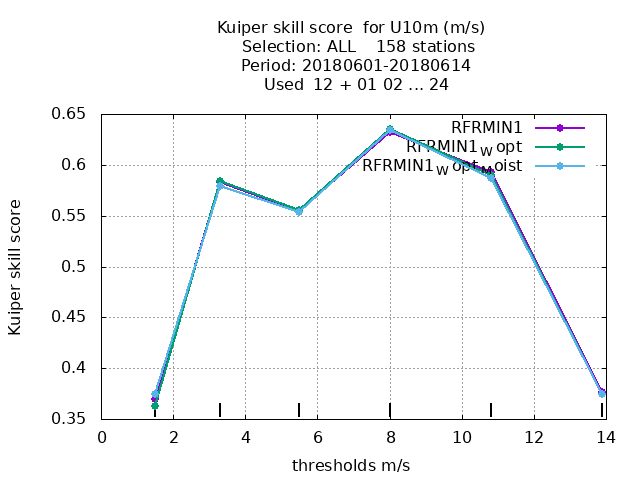 Kuiper skill score  for U10m (m/s)
Selection: ALL    158 stations
Period: 20180601-20180614
Used  12 + 01 02 ... 24
0.65
0.6
0.55
0.5
0.45
0.4
0.35
Kuiper skill score
RFRMIN1
RFRMIN1W opt
RFRMIN1W optM oist
0 2 4 6 8 10 12 14
thresholds m/s